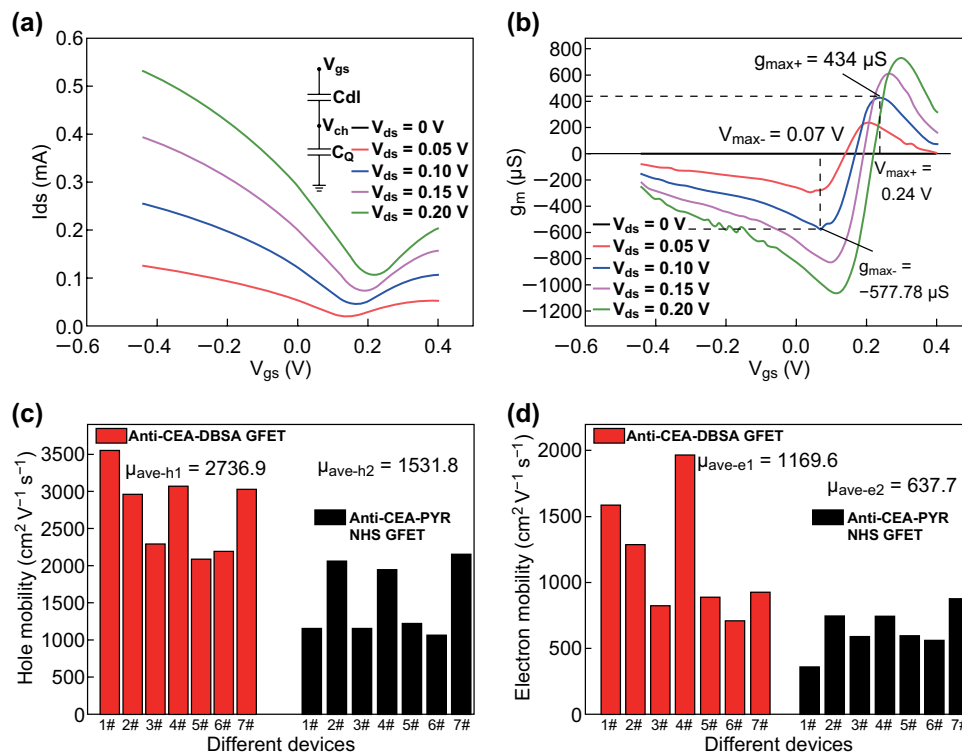 (a)
0.6
0.5
0.4
0.3
0.2
0.1
0.0
Ids (mA)
−0.6 −0.4 −0.2 0.0 0.2 0.4
Vgs (V)
Vgs
Cdl
Vch
CQ
Vds = 0 V
Vds = 0.05 V
Vds = 0.10 V
Vds = 0.15 V
Vds = 0.20 V
(b)
800
600
400
200
0
−200
−400
−600
−800
−1000
−1200
gm (µS)
−0.6 −0.4 −0.2 0.0 0.2 0.4
Vgs (V)
gmax+ = 434 µS
Vmax- = 0.07 V
Vmax+ =
0.24 V
gmax- =
−577.78 µS
Vds = 0 V
Vds = 0.05 V
Vds = 0.10 V
Vds = 0.15 V
Vds = 0.20 V
(c)
Anti-CEA-DBSA GFET
µave-h1 = 2736.9
µave-h2 = 1531.8
Anti-CEA-PYR
NHS GFET
3500
3000
2500
2000
1500
1000
500
0
Hole mobility (cm² V⁻¹ s⁻¹)
1# 2# 3# 4# 5# 6# 7# 1# 2# 3# 4# 5# 6# 7#
Different devices
(d)
Anti-CEA-DBSA GFET
µave-e1 = 1169.6
µave-e2 = 637.7
Anti-CEA-PYR
NHS GFET
2000
1500
1000
500
0
Electron mobility (cm² V⁻¹ s⁻¹)
1# 2# 3# 4# 5# 6# 7# 1# 2# 3# 4# 5# 6# 7#
Different devices